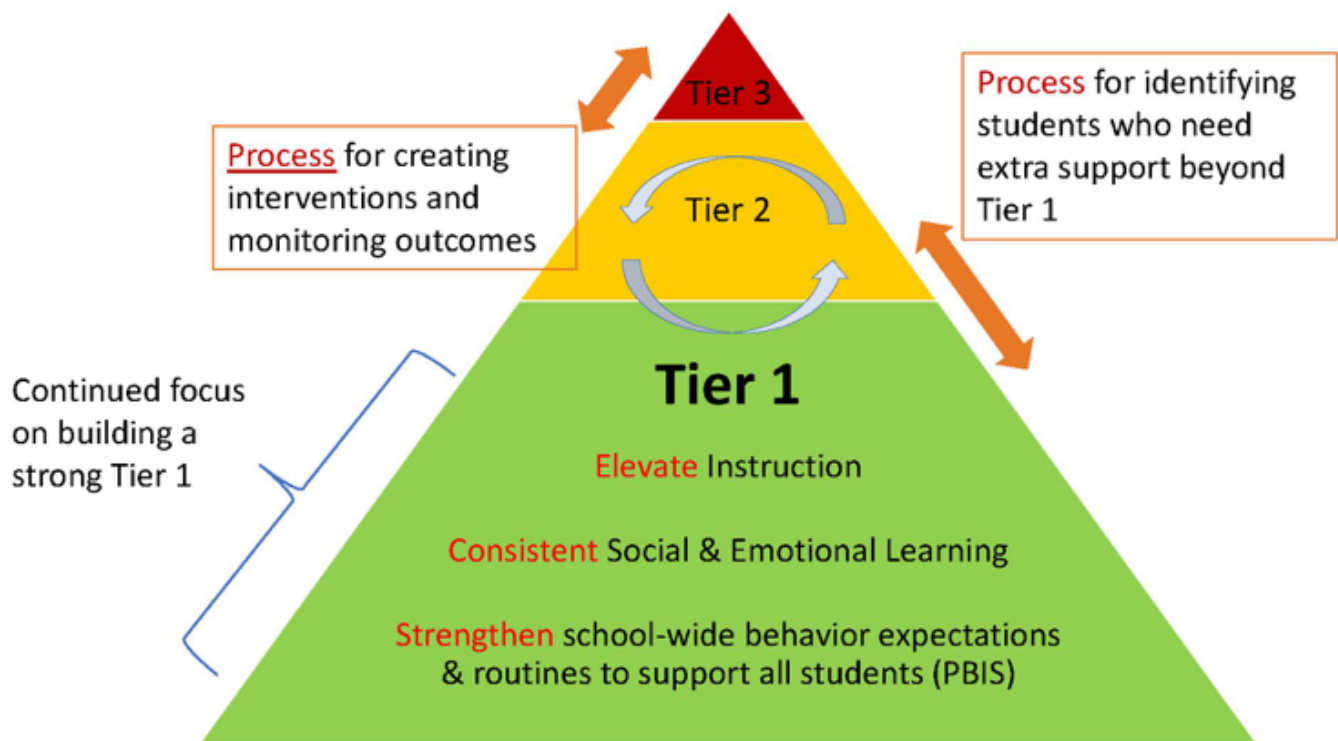 Tier 3
Process for creating
interventions and
monitoring outcomes
Process for identifying
students who need
extra support beyond
Tier 1
Tier 2
Continued focus
on building a
strong Tier 1
Tier 1
Elevate Instruction
Consistent Social & Emotional Learning
Strengthen school-wide behavior expectations
& routines to support all students (PBIS)